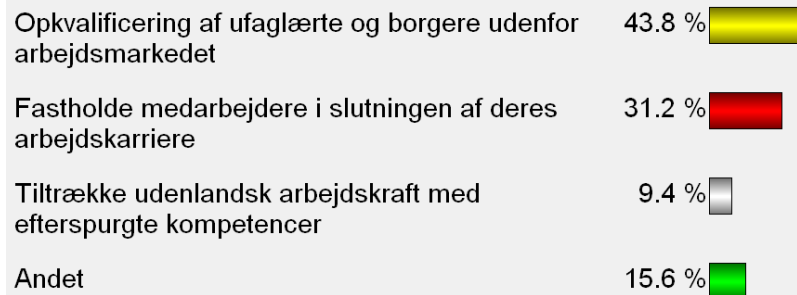 Opkvalificering af ufaglærte og borgere udenfor 43.8 %
arbejdsmarkedet
Fastholde medarbejdere i slutningen af deres 31.2 %
arbejdskarriere
Tiltrække udenlandsk arbejdskraft med 9.4 %
efterspurgte kompetencer
Andet 15.6 %